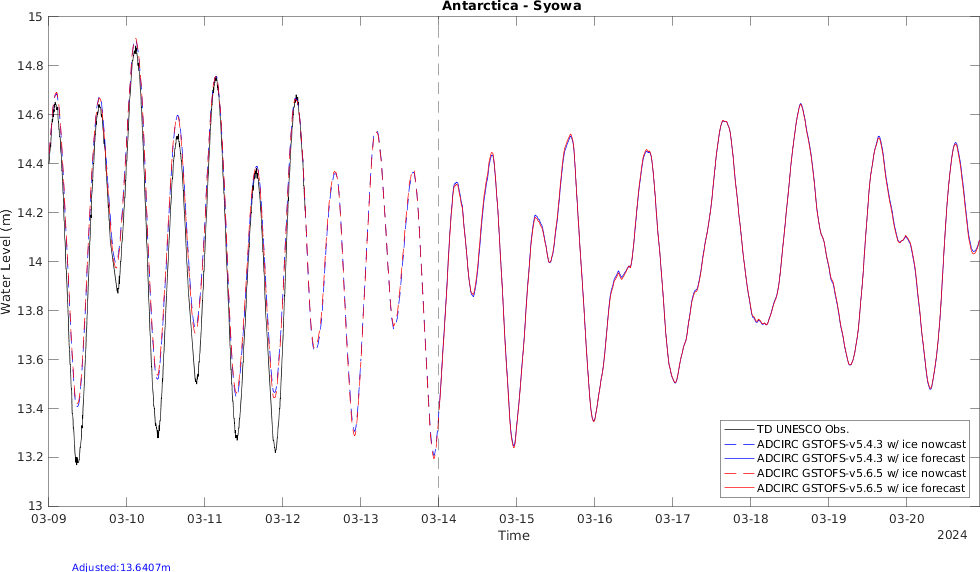 Antarctica - Syowa
15
14.8
14.6
14.4
14.2
14
13.8
13.6
13.4
13.2
13
Water Level (m)
TD UNESCO Obs.
ADCIRC GSTOFS-v5.4.3 w/ ice nowcast
ADCIRC GSTOFS-v5.4.3 w/ ice forecast
ADCIRC GSTOFS-v5.6.5 w/ ice nowcast
ADCIRC GSTOFS-v5.6.5 w/ ice forecast
03-09 03-10 03-11 03-12 03-13 03-14 03-15 03-16 03-17 03-18 03-19 03-20
Time
2024
Adjusted:13.6407m